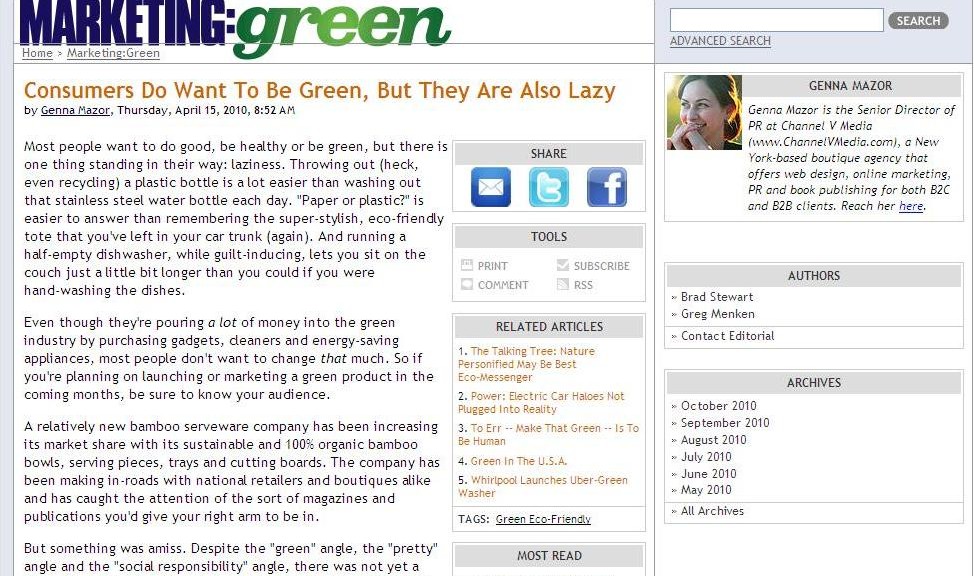 MARKETING:green
Home > Marketing:Green
SEARCH
ADVANCED SEARCH
Consumers Do Want To Be Green, But They Are Also Lazy
by Genna Mazor, Thursday, April 15, 2010, 8:52 AM
Most people want to do good, be healthy or be green, but there is
one thing standing in their way: laziness. Throwing out (heck,
even recycling) a plastic bottle is a lot easier than washing out
that stainless steel water bottle each day. "Paper or plastic?" is
easier to answer than remembering the super-stylish, eco-friendly
tote that you've left in your car trunk (again). And running a
half-empty dishwasher, while guilt-inducing, lets you sit on the
couch just a little bit longer than you could if you were
hand-washing the dishes.
Even though they're pouring a lot of money into the green
industry by purchasing gadgets, cleaners and energy-saving
appliances, most people don't want to change that much. So if
you're planning on launching or marketing a green product in the
coming months, be sure to know your audience.
A relatively new bamboo serveware company has been increasing
its market share with its sustainable and 100% organic bamboo
bowls, serving pieces, trays and cutting boards. The company has
been making in-roads with national retailers and boutiques alike
and has caught the attention of the sort of magazines and
publications you'd give your right arm to be in.
But something was amiss. Despite the "green" angle, the "pretty"
angle and the "social responsibility" angle, there was not yet a
SHARE
TOOLS
PRINT
SUBSCRIBE
COMMENT
RSS
RELATED ARTICLES
1. The Talking Tree: Nature
Personified May Be Best
Eco-Messenger
2. Power: Electric Car Haloes Not
Plugged Into Reality
3. To Err -- Make That Green -- Is To
Be Human
4. Green In The U.S.A.
5. Whirlpool Launches Uber-Green
Washer
TAGS: Green Eco-Friendly
MOST READ
GENNA MAZOR
Genna Mazor is the Senior Director of
PR at Channel V Media
(www.ChannelVMedia.com), a New
York-based boutique agency that
offers web design, online marketing,
PR and book publishing for both B2C
and B2B clients. Reach her here.
AUTHORS
» Brad Stewart
» Greg Menken
» Contact Editorial
ARCHIVES
» October 2010
» September 2010
» August 2010
» July 2010
» June 2010
» May 2010
» All Archives